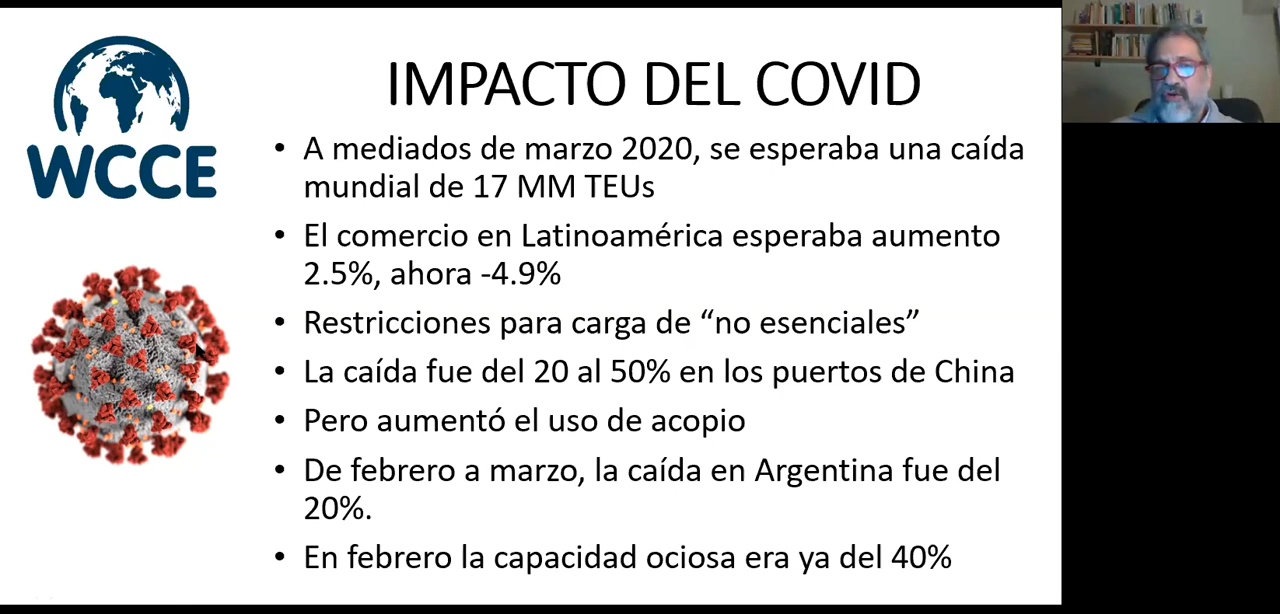 WCCE
IMPACTO DEL COVID
• A mediados de marzo 2020, se esperaba una caída
mundial de 17 MM TEUs
• El comercio en Latinoamérica esperaba aumento
2.5%, ahora -4.9%
• Restricciones para carga de “no esenciales”
• La caída fue del 20 al 50% en los puertos de China
• Pero aumentó el uso de acopio
• De febrero a marzo, la caída en Argentina fue del
20%.
• En febrero la capacidad ociosa era ya del 40%